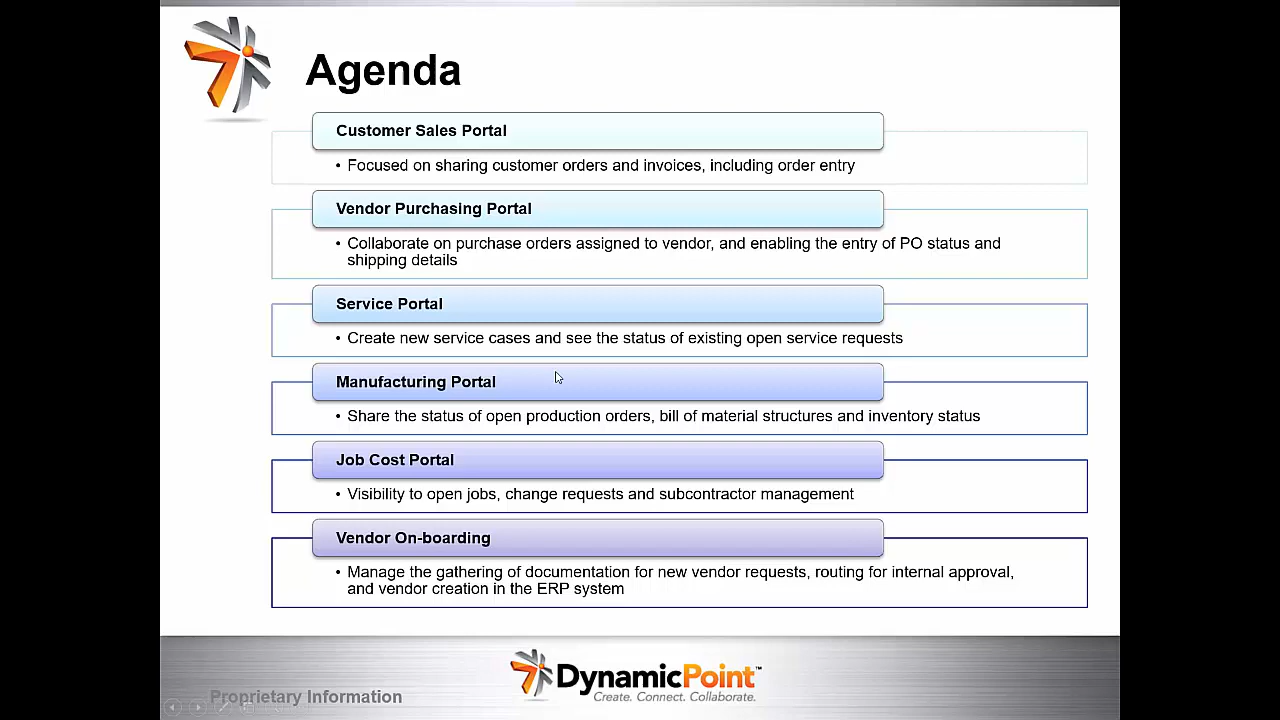 Agenda
Customer Sales Portal
• Focused on sharing customer orders and invoices, including order entry
Vendor Purchasing Portal
• Collaborate on purchase orders assigned to vendor, and enabling the entry of PO status and
shipping details
Service Portal
• Create new service cases and see the status of existing open service requests
Manufacturing Portal
• Share the status of open production orders, bill of material structures and inventory status
Job Cost Portal
• Visibility to open jobs, change requests and subcontractor management
Vendor On-boarding
• Manage the gathering of documentation for new vendor requests, routing for internal approval,
and vendor creation in the ERP system
Proprietary Information
DynamicPoint™
Create. Connect. Collaborate.